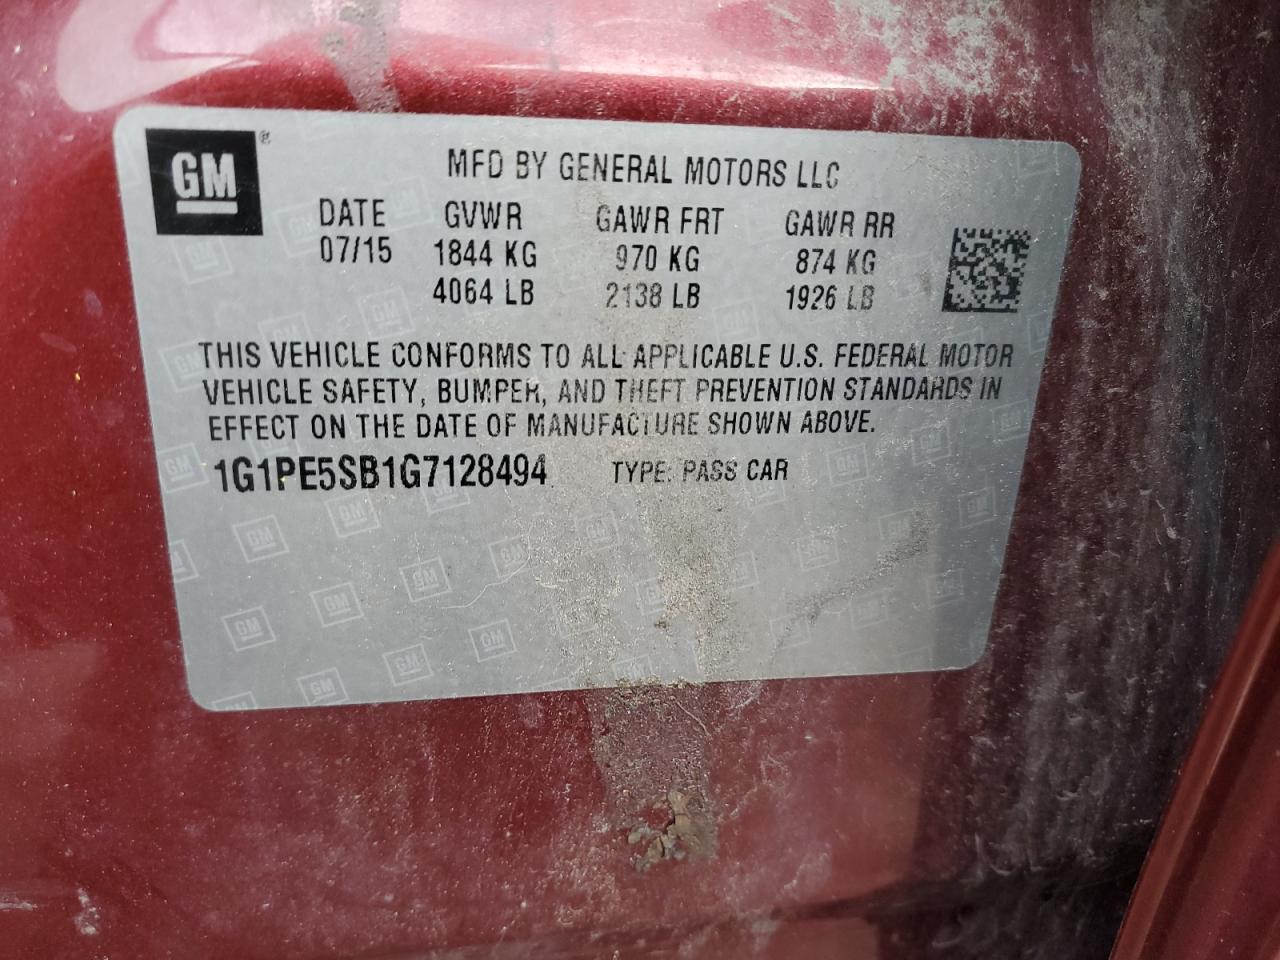 GM®
MFD BY GENERAL MOTORS LLC
DATE GVWR GAWR FRT GAWR RR
07/15 1844 KG 970 KG 874 KG
4064 LB 2138 LB 1926 LB
THIS VEHICLE CONFORMS TO ALL APPLICABLE U.S. FEDERAL MOTOR
VEHICLE SAFETY, BUMPER, AND THEFT PREVENTION STANDARDS IN
EFFECT ON THE DATE OF MANUFACTURE SHOWN ABOVE.
1G1PE5SB1G7128494 TYPE: PASS CAR